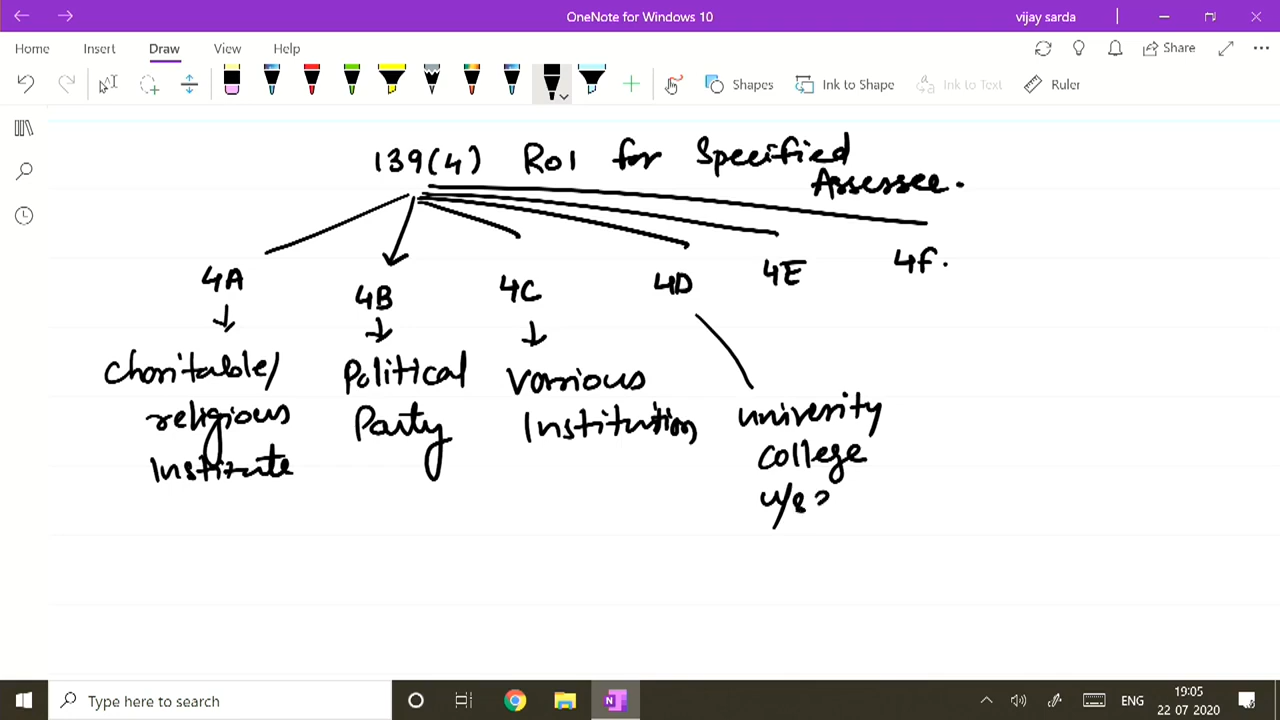 OneNote for Windows 10
vijay sarda
Home Insert Draw View Help
Share
Shapes Ink to Shape Ink to Text Ruler
139(4) RoI for Specified
Assessee.
4A 4B 4C 4D 4E 4F.
Charitable/
religious
Institute
Political
Party
Various
Institution
univerity
college
u/s
Type here to search
ENG
19:05
22 07 2020